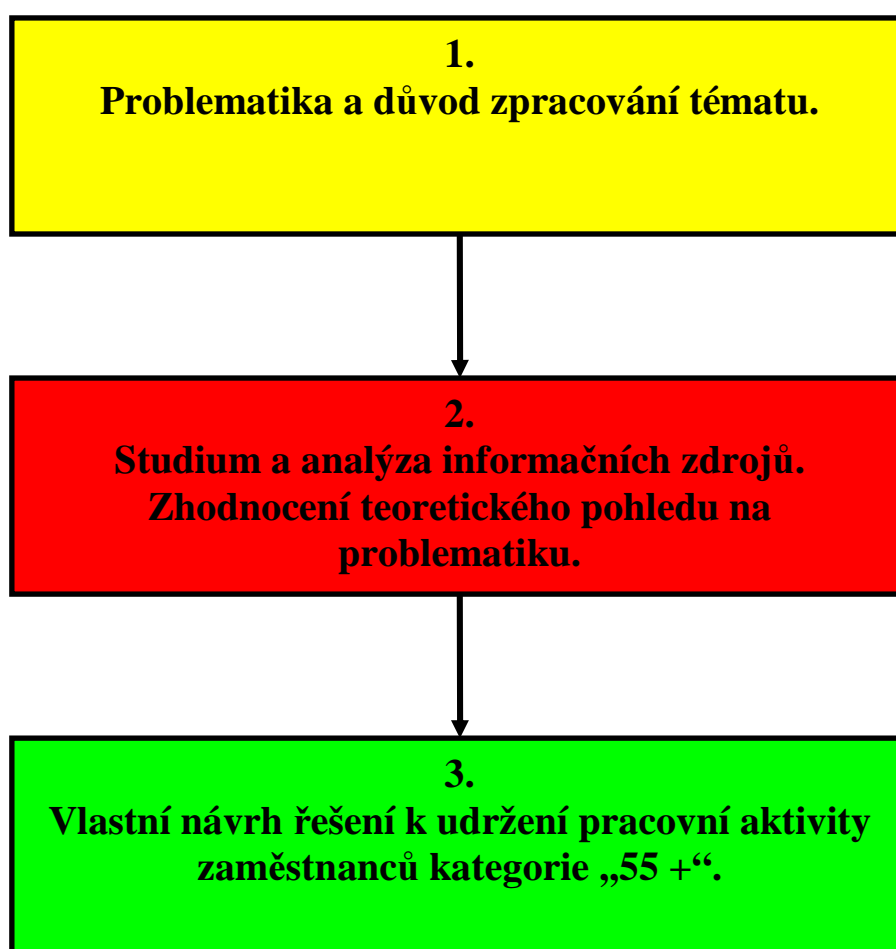 1.
Problematika a důvod zpracování tématu.
2.
Studium a analýza informačních zdrojů.
Zhodnocení teoretického pohledu na
problematiku.
3.
Vlastní návrh řešení k udržení pracovní aktivity
zaměstnanců kategorie „55 +“.